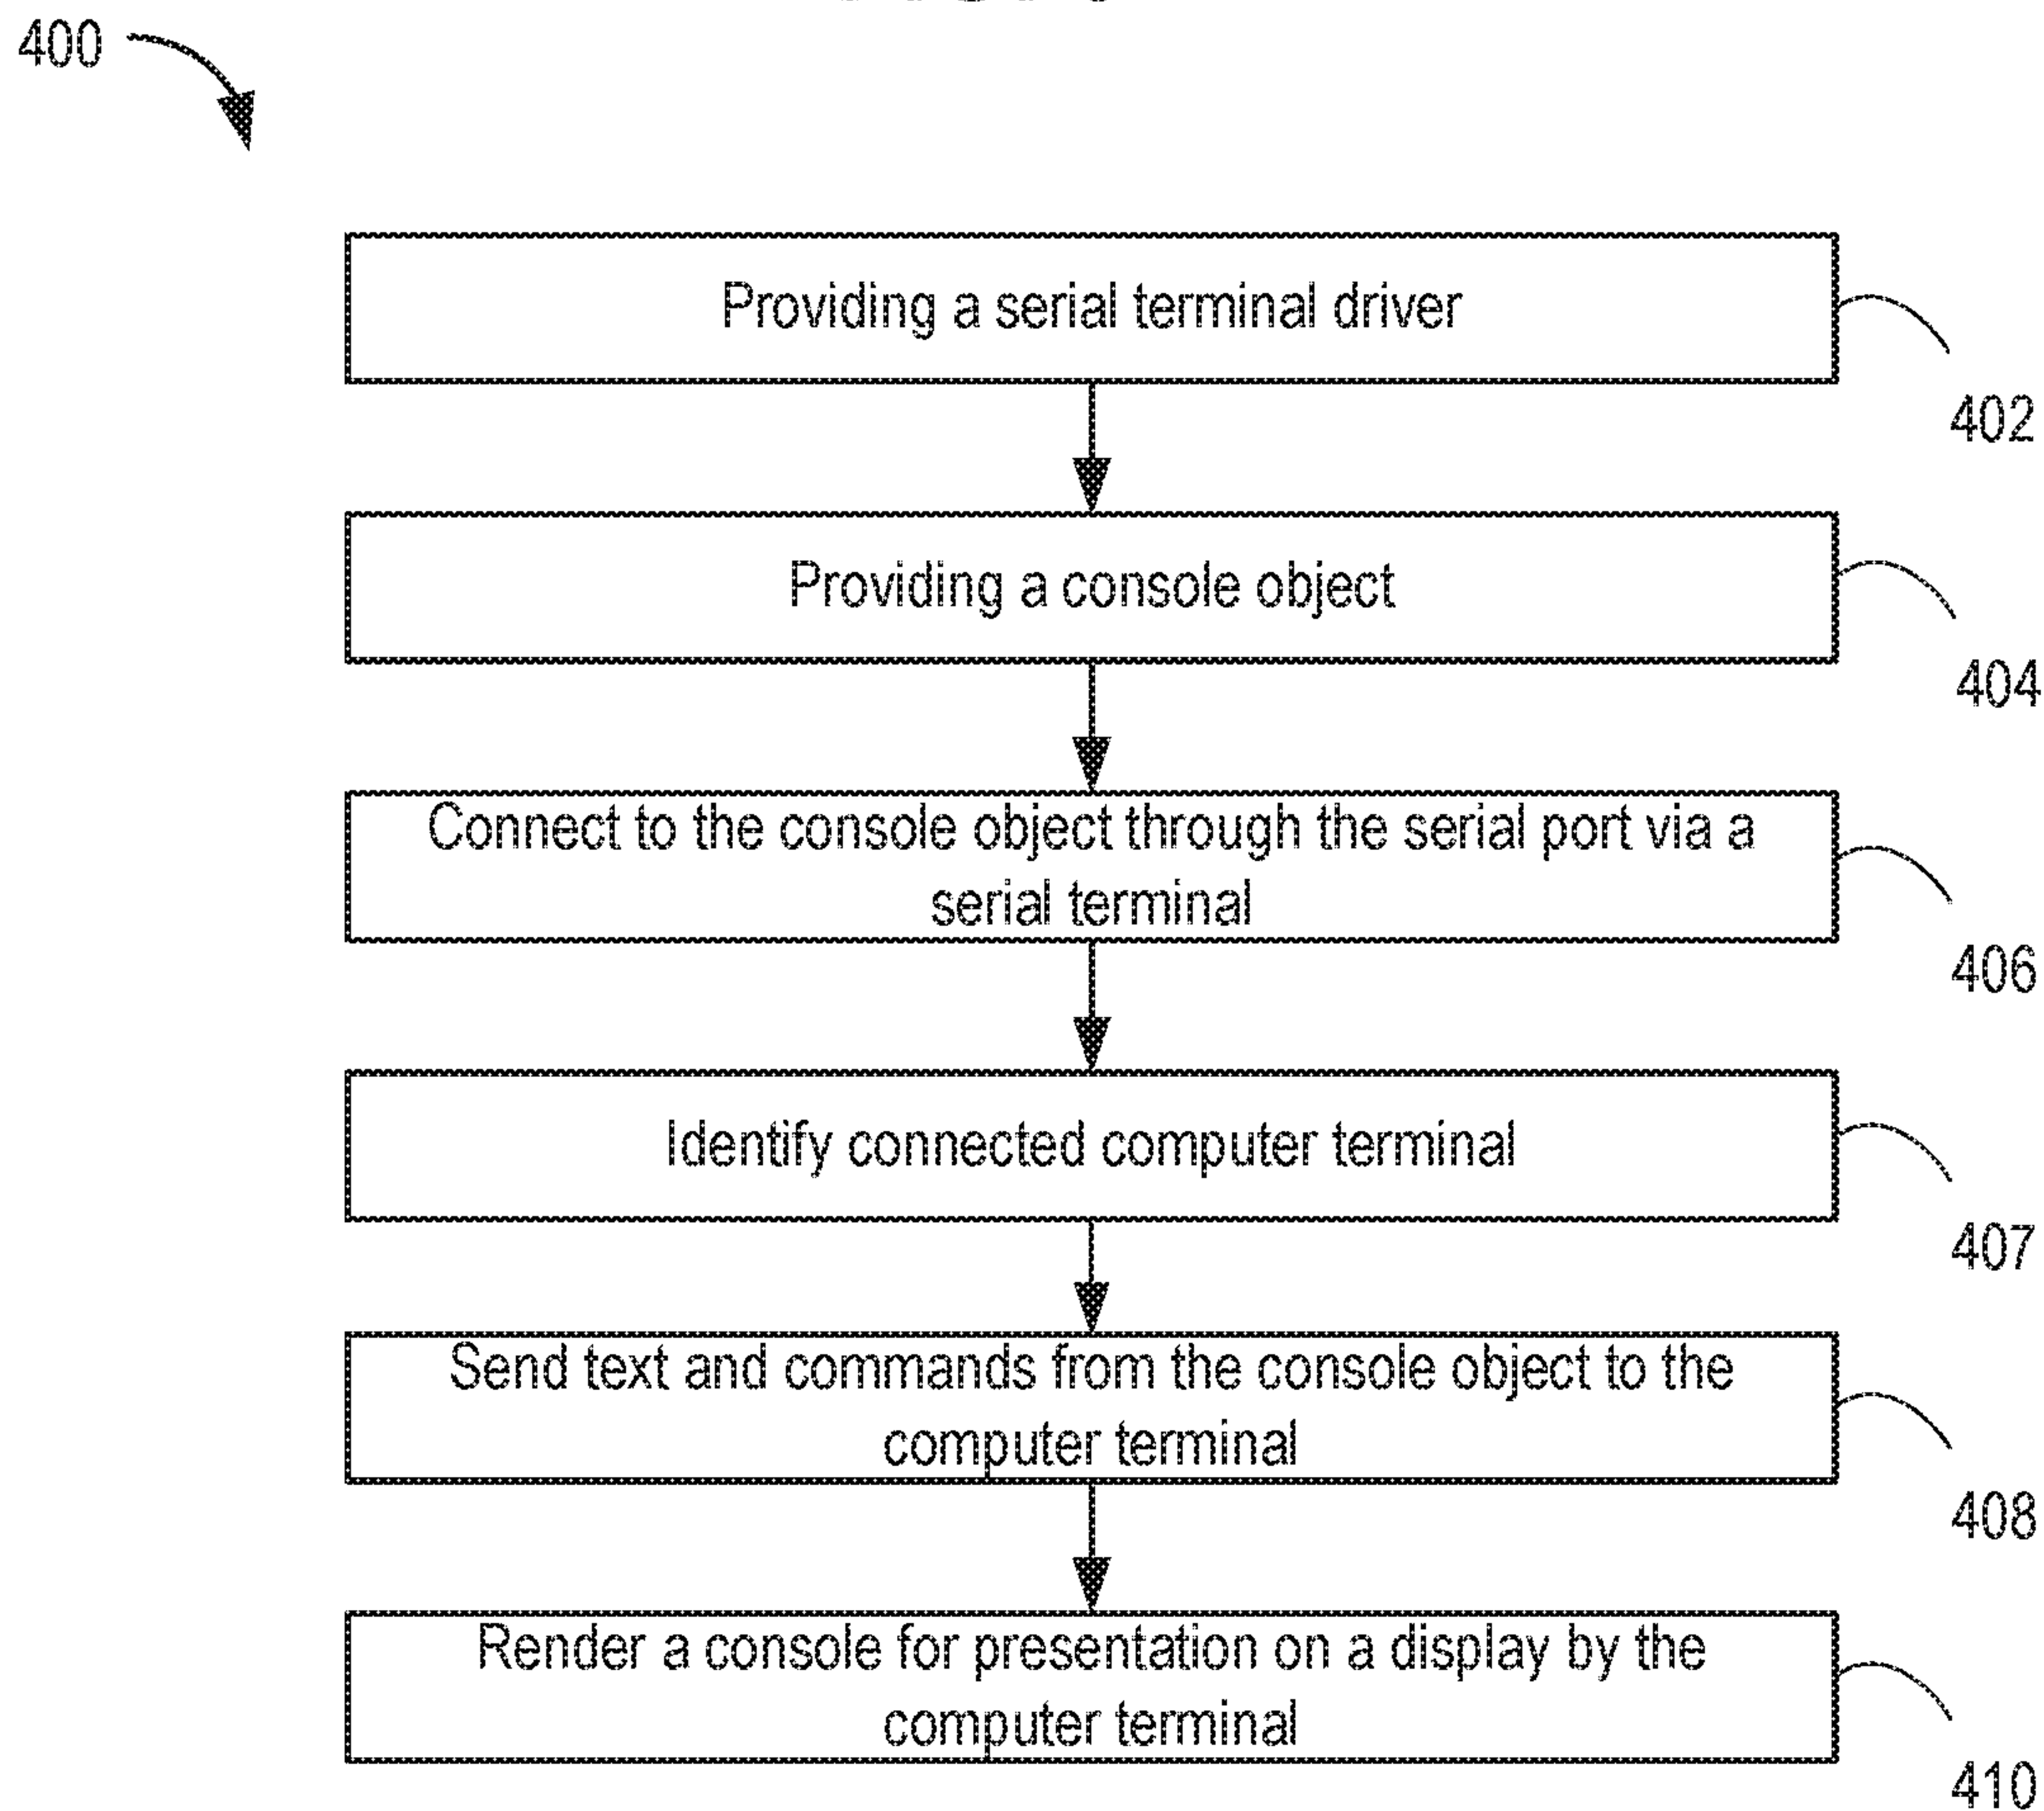 400
Providing a serial terminal driver
402
Providing a console object
404
Connect to the console object through the serial port via a
serial terminal
406
Identify connected computer terminal
407
Send text and commands from the console object to the
computer terminal
408
Render a console for presentation on a display by the
computer terminal
410